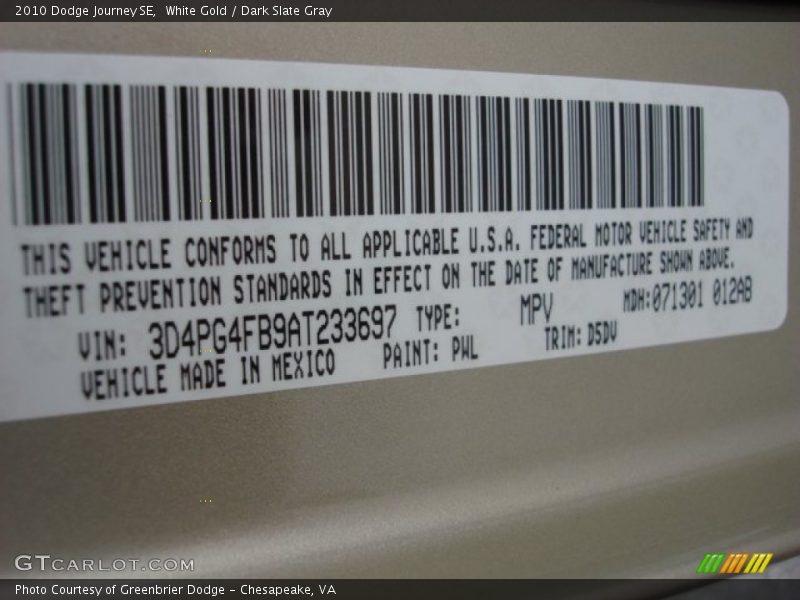 2010 Dodge Journey SE, White Gold / Dark Slate Gray
THIS VEHICLE CONFORMS TO ALL APPLICABLE U.S.A. FEDERAL MOTOR VEHICLE SAFETY AND
THEFT PREVENTION STANDARDS IN EFFECT ON THE DATE OF MANUFACTURE SHOWN ABOVE.
VIN: 3D4PG4FB9AT233697 TYPE: MPV MDH:071301 012AB
VEHICLE MADE IN MEXICO PAINT: PWL TRIM: D5DV
GTCARLOT.COM
Photo Courtesy of Greenbrier Dodge - Chesapeake, VA